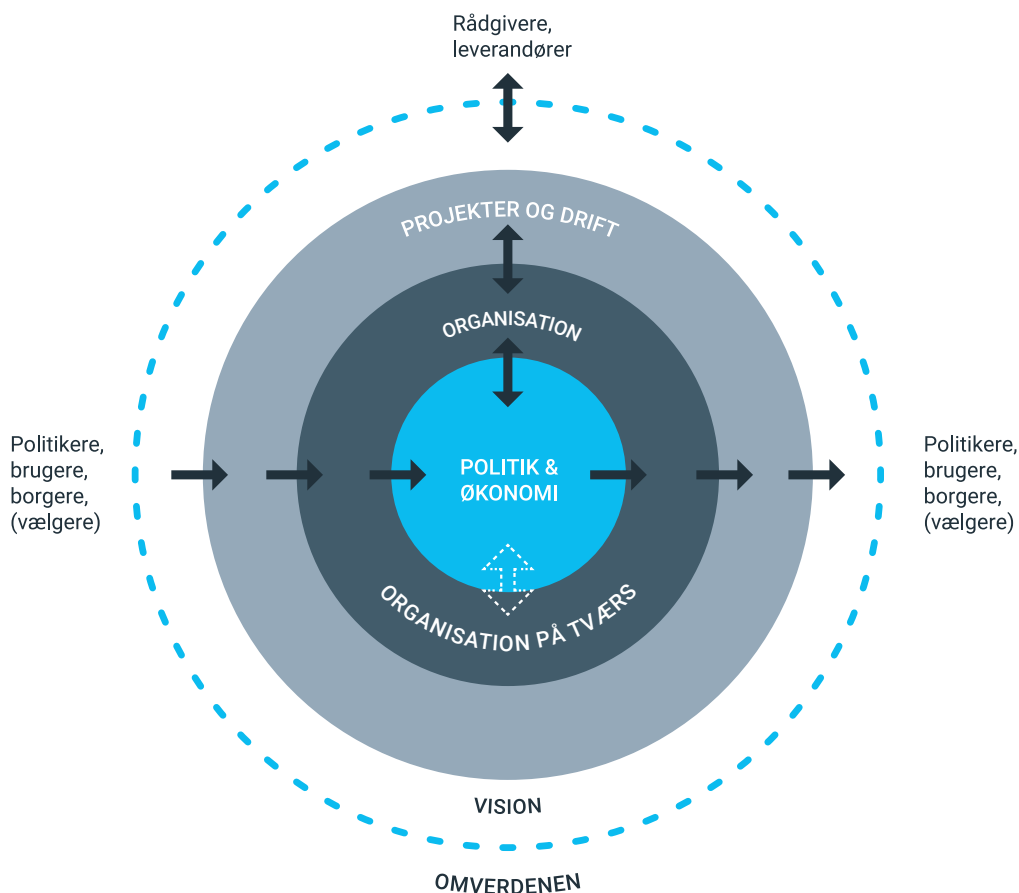 Rådgivere,
leverandører
PROJEKTER OG DRIFT
ORGANISATION
Politikere,
brugere,
borgere,
(vælgere)
POLITIK &
ØKONOMI
Politikere,
brugere,
borgere,
(vælgere)
ORGANISATION PÅ TVÆRS
VISION
OMVERDENEN